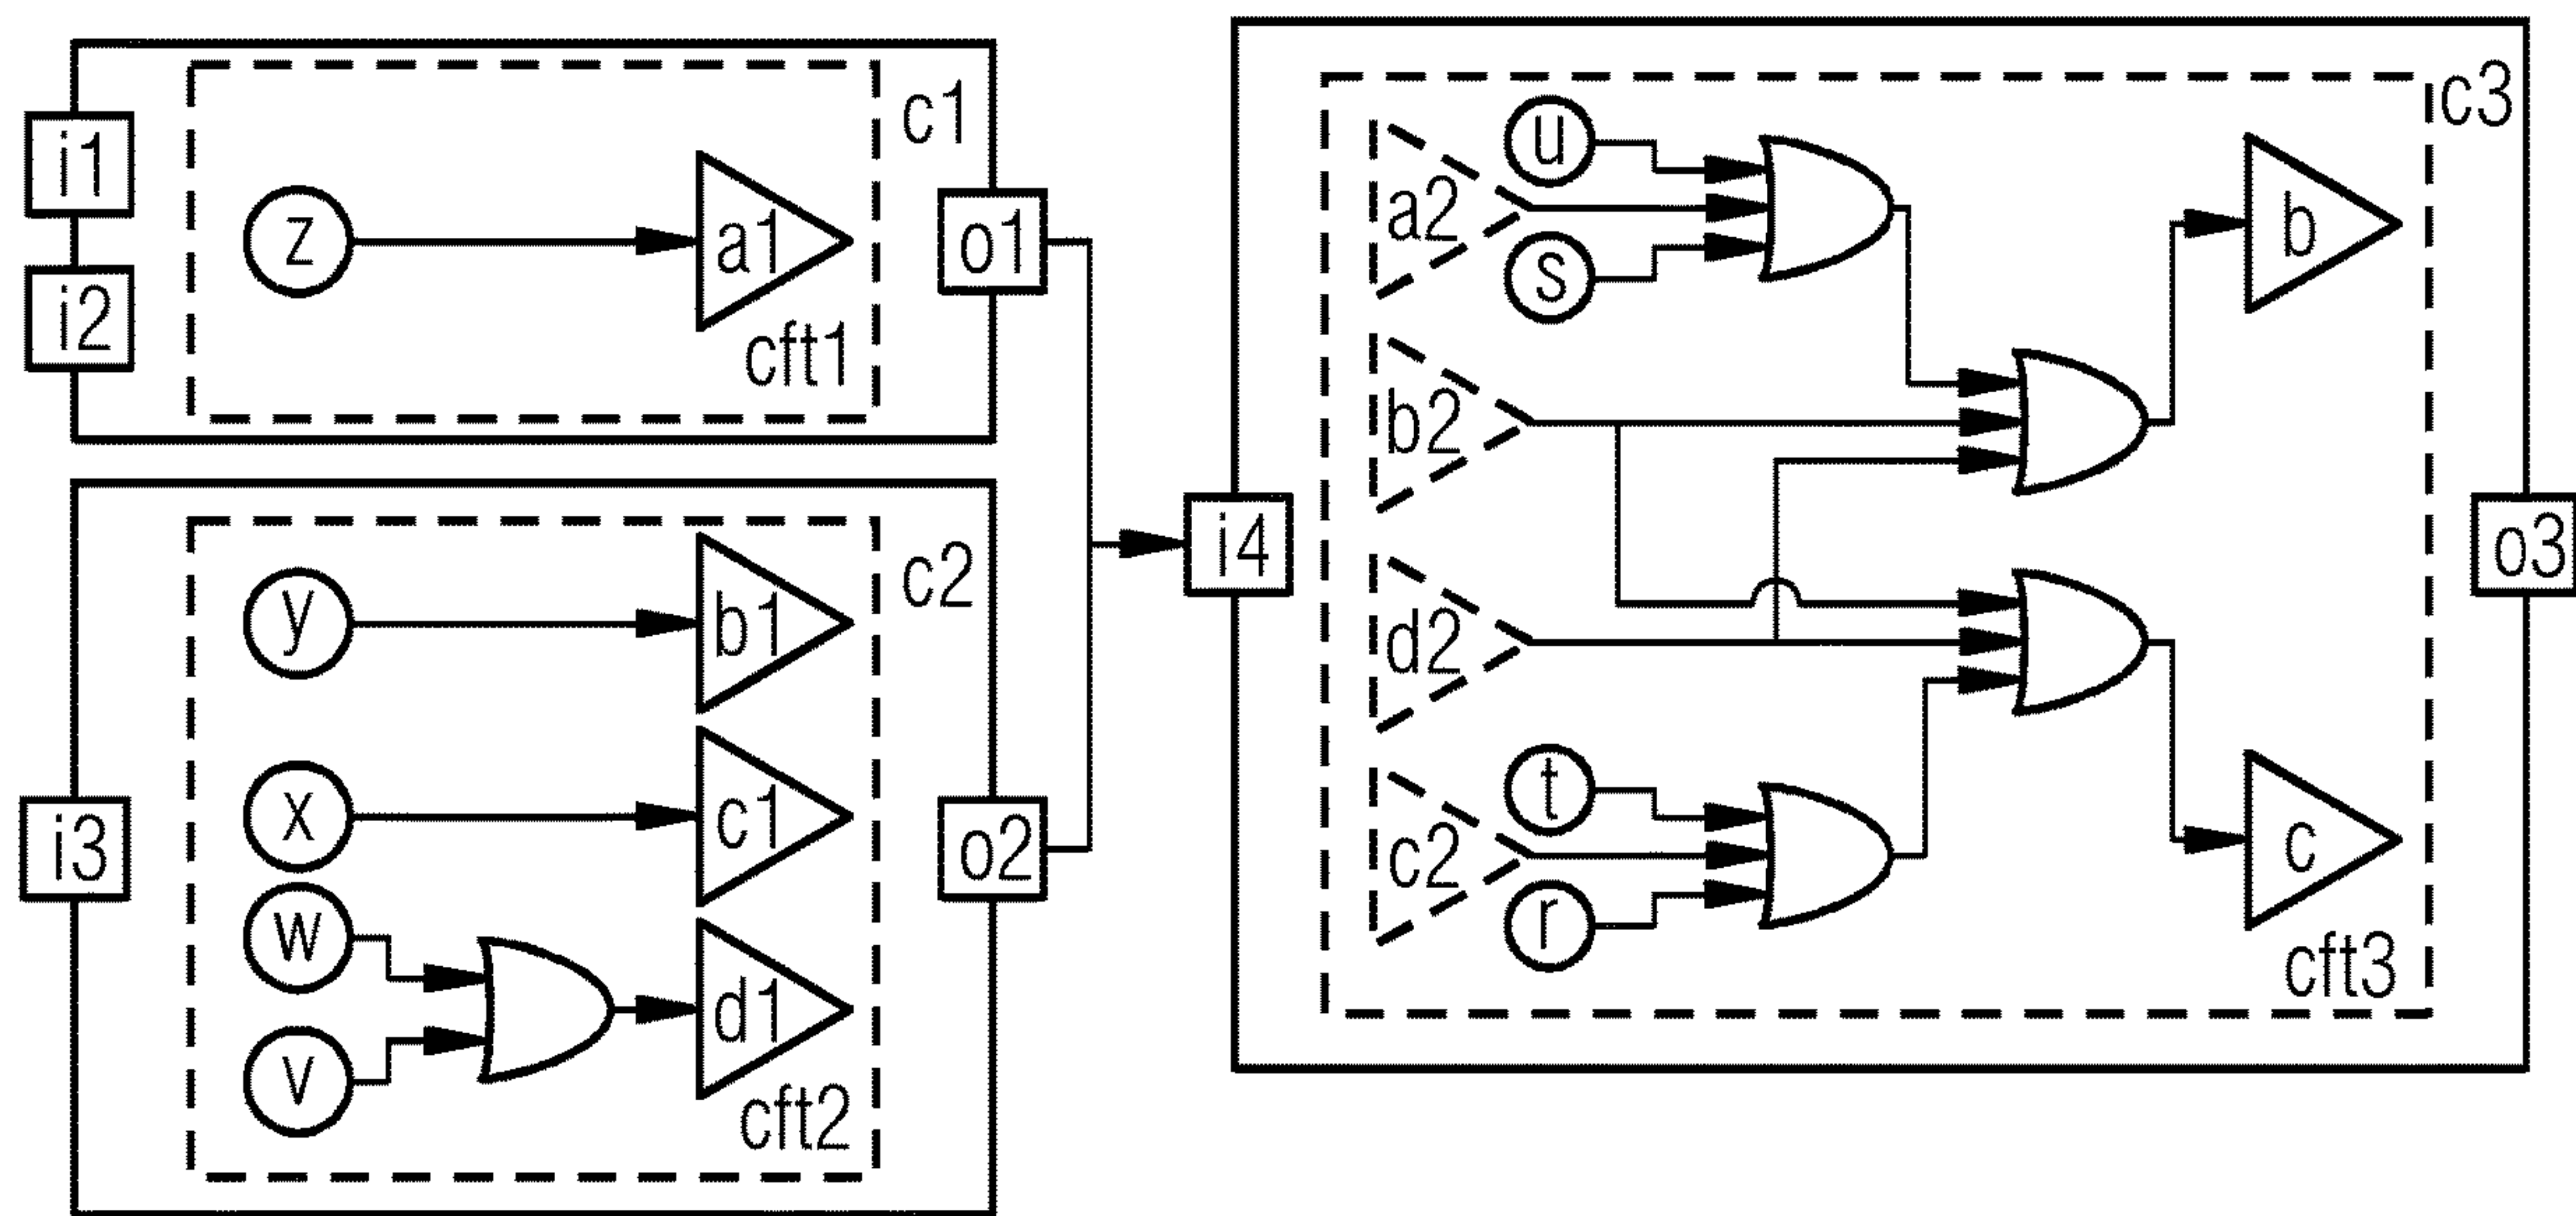 c1
i1
z
a1
o1
i2
cft1
c2
y
b1
x
c1
i3
o2
w
d1
v
cft2
c3
u
a2
b
s
b2
i4
o3
d2
t
c2
c
r
cft3